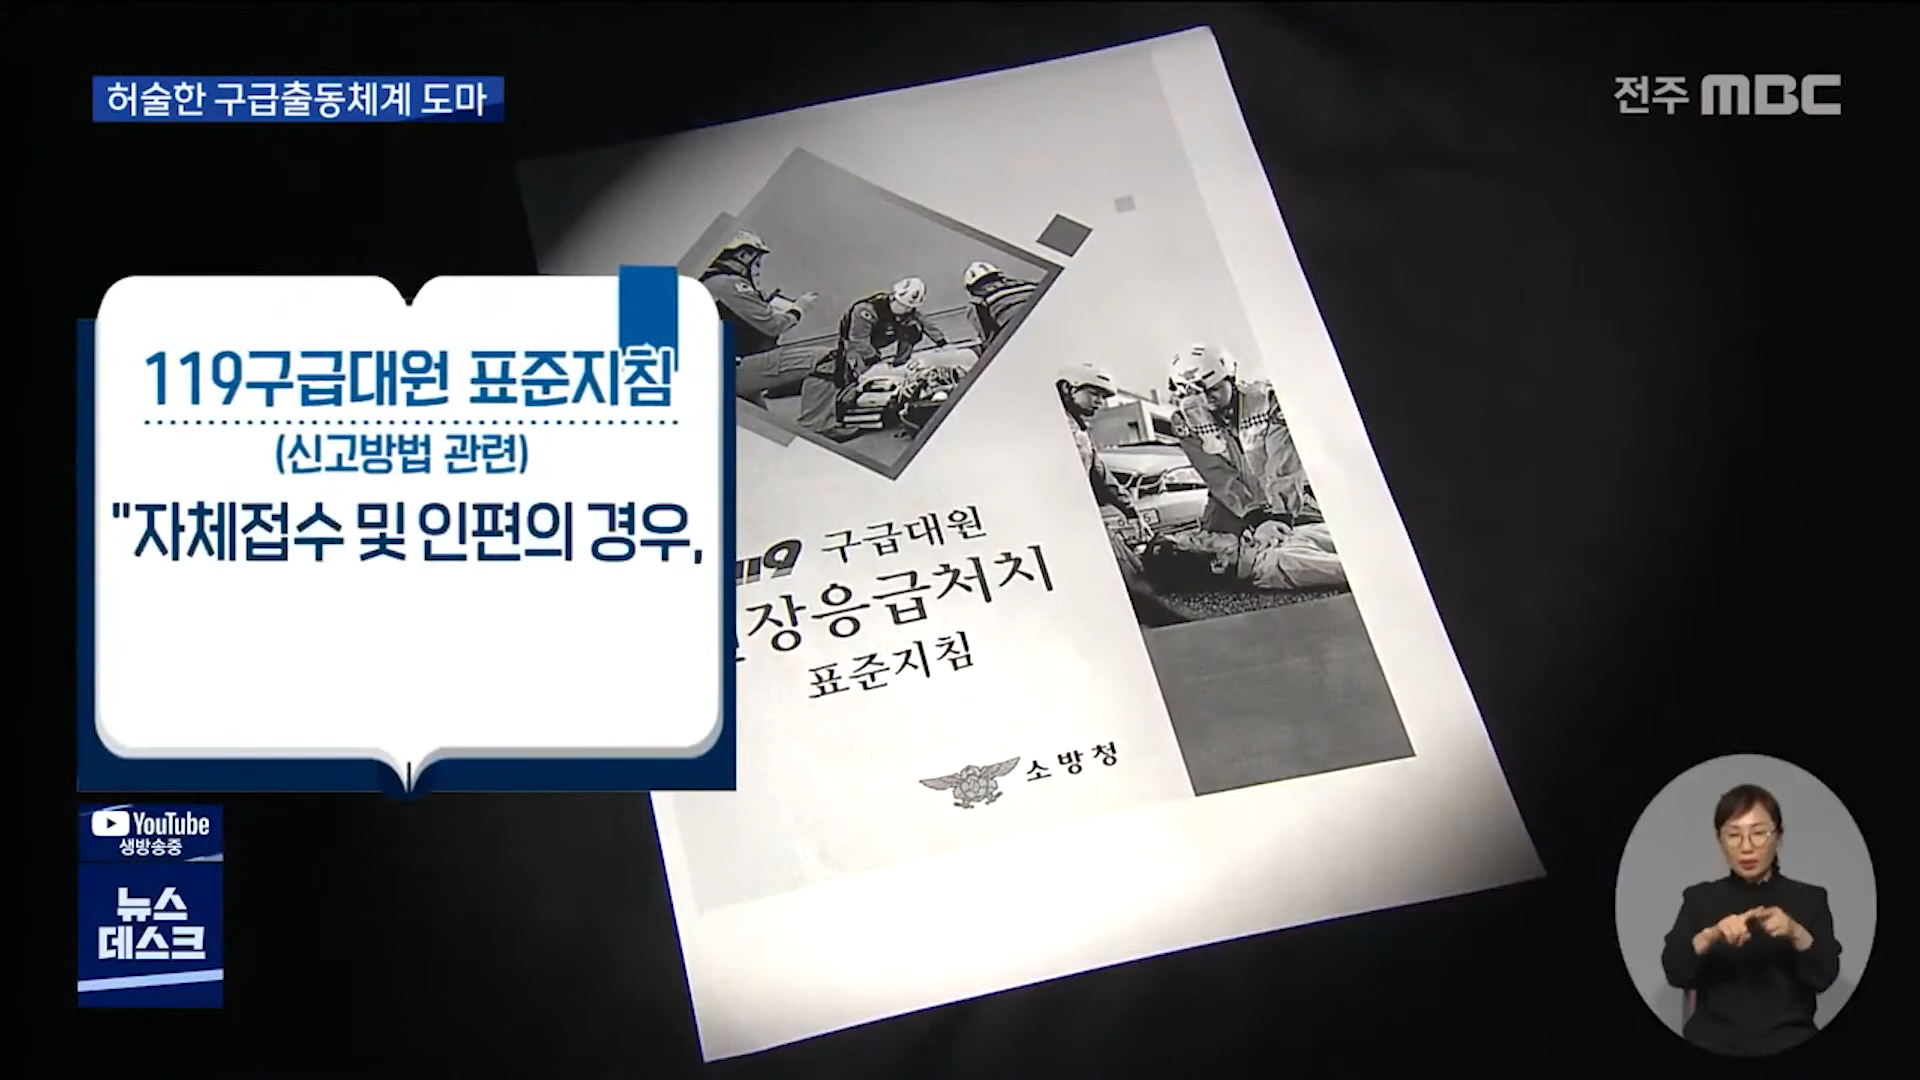 허술한 구급출동체계 도마
전주 MBC
119구급대원 표준지침
(신고방법 관련)
"자체접수 및 인편의 경우,
119 구급대원
장응급처치
표준지침
소방청
YouTube
생방송중
뉴스
데스크